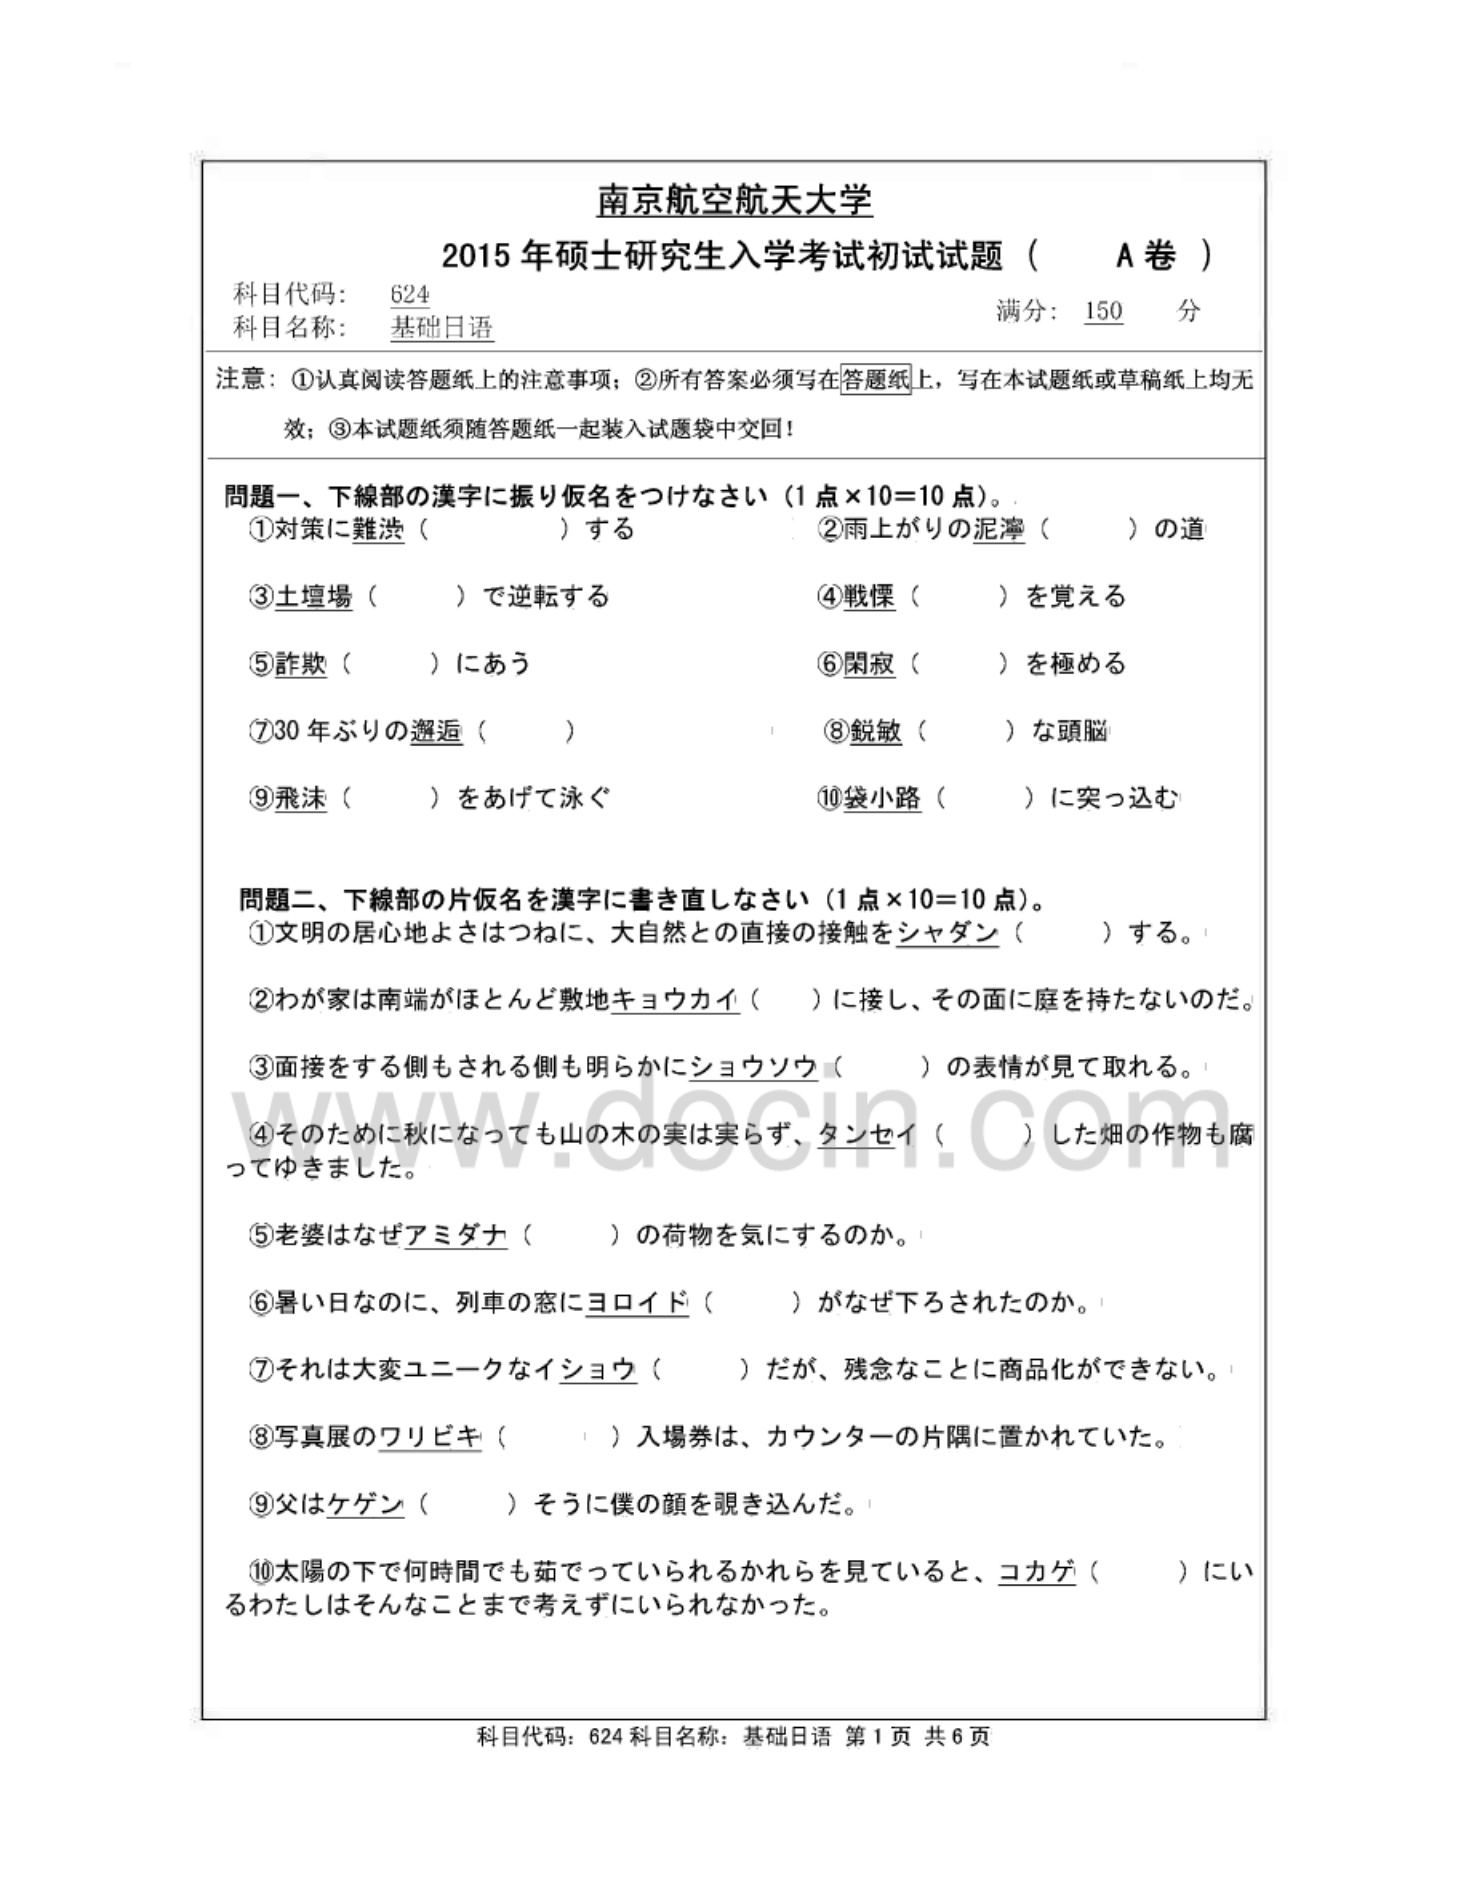 南京航空航天大学
2015 年硕士研究生入学考试初试试题（ A 卷 ）
科目代码: 624
满分: 150 分
科目名称: 基础日语
注意: ①认真阅读答题纸上的注意事项; ②所有答案必须写在答题纸上，写在本试题纸或草稿纸上均无
效; ③本试题纸须随答题纸一起装入试题袋中交回!
問題一、下線部の漢字に振り仮名をつけなさい（1 点×10＝10 点）。
①対策に難渋（ ）する ②雨上がりの泥濘（ ）の道
③土壇場（ ）で逆転する ④戦慄（ ）を覚える
⑤詐欺（ ）にあう ⑥閑寂（ ）を極める
⑦30 年ぶりの邂逅（ ） ⑧鋭敏（ ）な頭脳
⑨飛沫（ ）をあげて泳ぐ ⑩袋小路（ ）に突っ込む
問題二、下線部の片仮名を漢字に書き直しなさい（1 点×10＝10 点）。
①文明の居心地よさはつねに、大自然との直接の接触をシャダン（ ）する。
②わが家は南端がほとんど敷地キョウカイ（ ）に接し、その面に庭を持たないのだ。
③面接をする側もされる側も明らかにショウソウ（ ）の表情が見て取れる。
④そのために秋になっても山の木の実は実らず、タンセイ（ ）した畑の作物も腐
ってゆきました。
⑤老婆はなぜアミダナ（ ）の荷物を気にするのか。
⑥暑い日なのに、列車の窓にヨロイド（ ）がなぜ下ろされたのか。
⑦それは大変ユニークなイショウ（ ）だが、残念なことに商品化ができない。
⑧写真展のワリビキ（ ）入場券は、カウンターの片隅に置かれていた。
⑨父はケゲン（ ）そうに僕の顔を覗き込んだ。
⑩太陽の下で何時間でも茹でっていられるかれらを見ていると、コカゲ（ ）にい
るわたしはそんなことまで考えずにいられなかった。
www.docin.com
科目代码: 624 科目名称: 基础日语 第 1 页 共 6 页